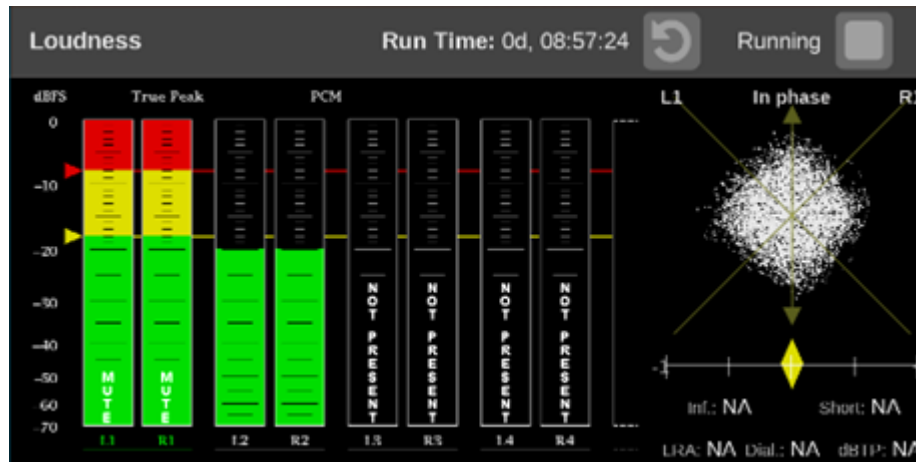 Loudness Run Time: 0d, 08:57:24 Running
dBFS True Peak PCM
L1 In phase R1
0
-10
-20
-30
-40
-50
-60
-70
MUTE MUTE NOT PRESENT NOT PRESENT NOT PRESENT NOT PRESENT
L1 R1 L2 R2 L3 R3 L4 R4
-1
Inf.: NA Short: NA
LRA: NA Dial.: NA dBTP: NA